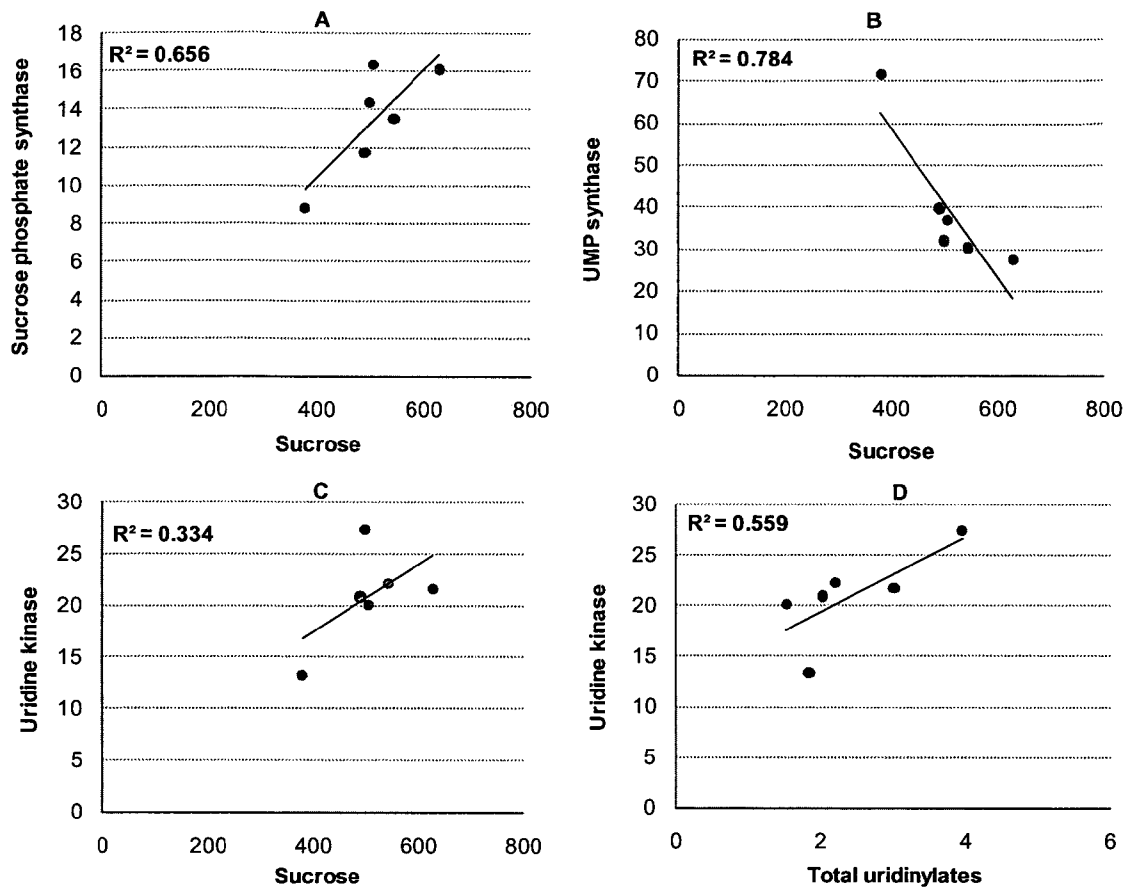 A
R² = 0.656
Sucrose phosphate synthase
18
16
14
12
10
8
6
4
2
0
0 200 400 600 800
Sucrose
B
R² = 0.784
UMP synthase
80
70
60
50
40
30
20
10
0
0 200 400 600 800
Sucrose
C
R² = 0.334
Uridine kinase
30
25
20
15
10
5
0
0 200 400 600 800
Sucrose
D
R² = 0.559
Uridine kinase
30
25
20
15
10
5
0
0 2 4 6
Total uridinylates